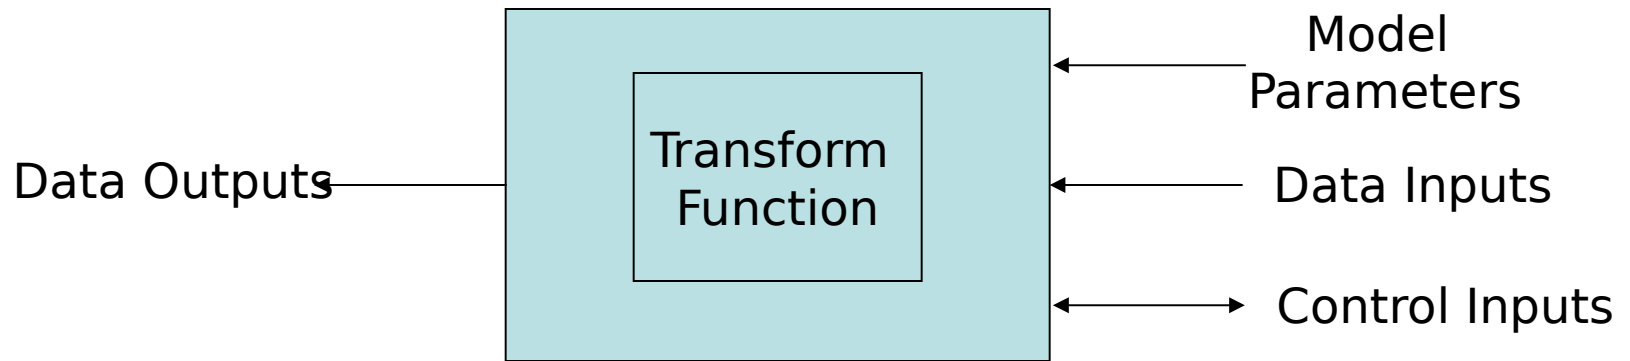 Model
Parameters
Transform
Function
Data Outputs
Data Inputs
Control Inputs